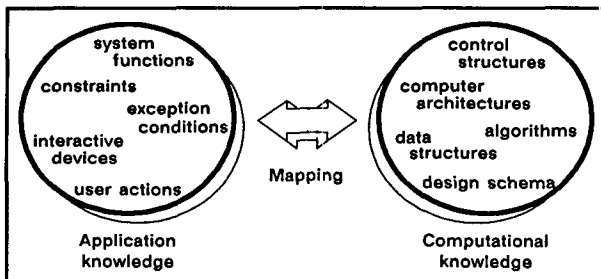 system
functions
constraints
exception
conditions
interactive
devices
user actions
Application
knowledge
Mapping
control
structures
computer
architectures
algorithms
data
structures
design schema
Computational
knowledge